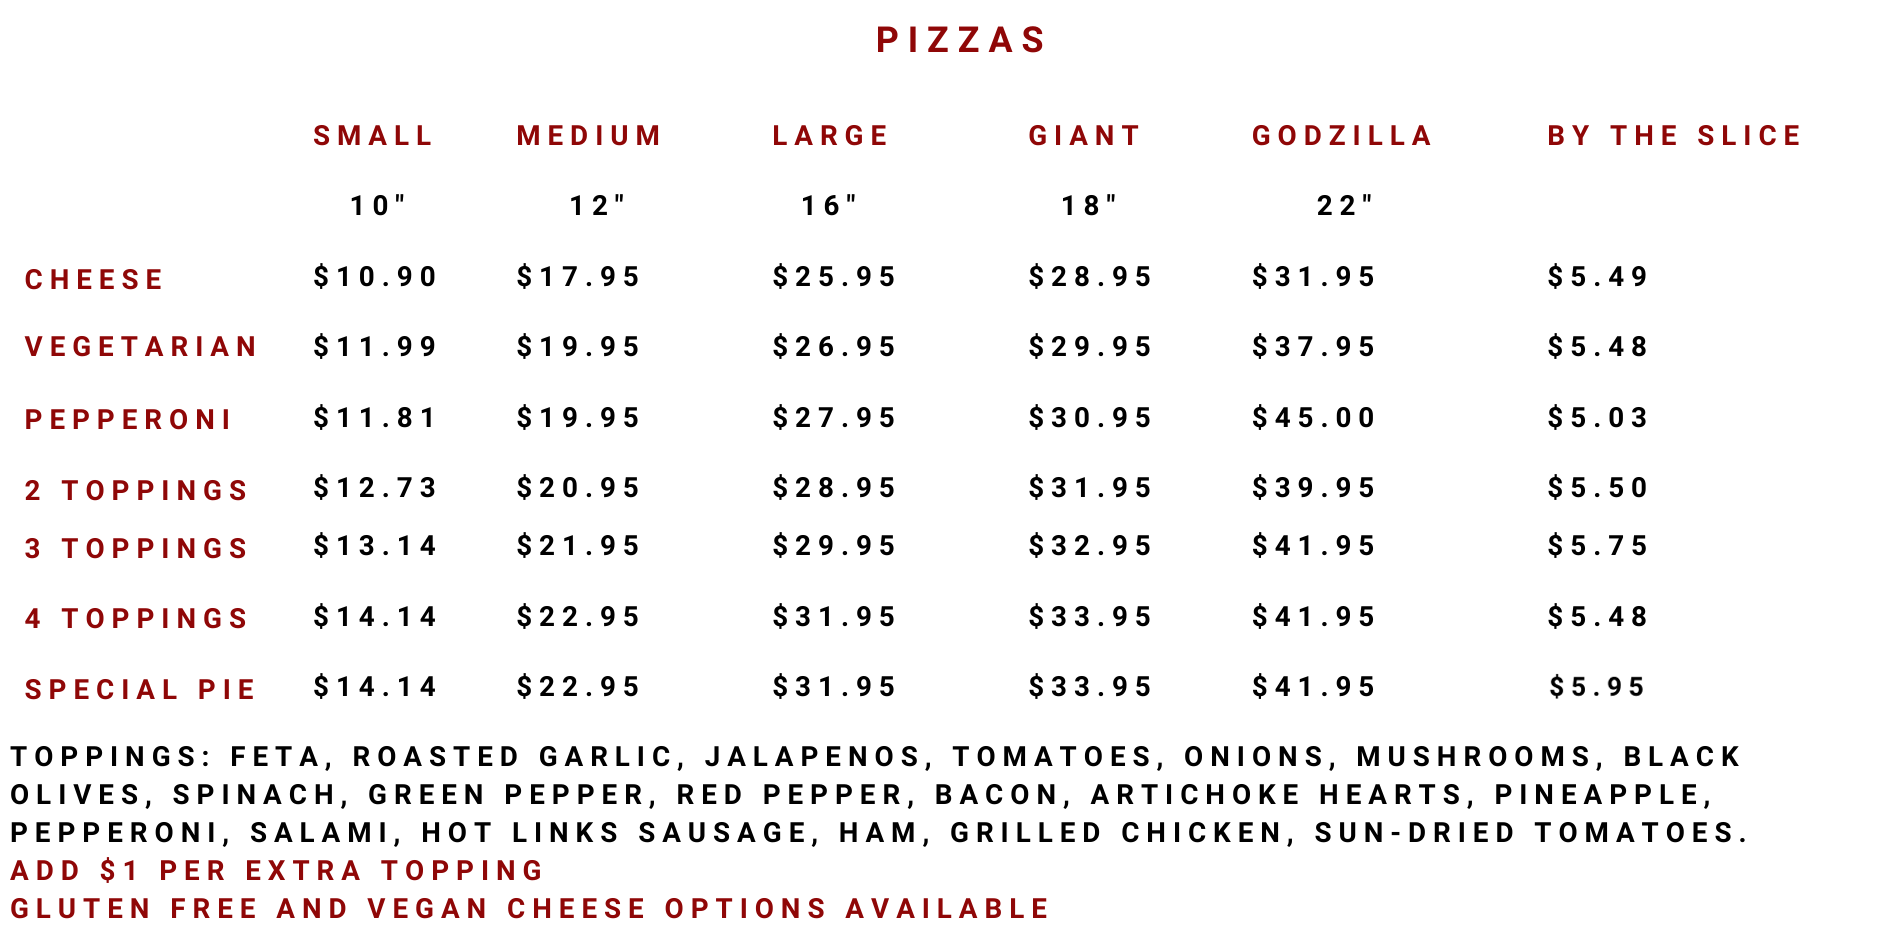 PIZZAS
SMALL MEDIUM LARGE GIANT GODZILLA BY THE SLICE
10" 12" 16" 18" 22"
CHEESE $10.90 $17.95 $25.95 $28.95 $31.95 $5.49
VEGETARIAN $11.99 $19.95 $26.95 $29.95 $37.95 $5.48
PEPPERONI $11.81 $19.95 $27.95 $30.95 $45.00 $5.03
2 TOPPINGS $12.73 $20.95 $28.95 $31.95 $39.95 $5.50
3 TOPPINGS $13.14 $21.95 $29.95 $32.95 $41.95 $5.75
4 TOPPINGS $14.14 $22.95 $31.95 $33.95 $41.95 $5.48
SPECIAL PIE $14.14 $22.95 $31.95 $33.95 $41.95 $5.95
TOPPINGS: FETA, ROASTED GARLIC, JALAPENOS, TOMATOES, ONIONS, MUSHROOMS, BLACK
OLIVES, SPINACH, GREEN PEPPER, RED PEPPER, BACON, ARTICHOKE HEARTS, PINEAPPLE,
PEPPERONI, SALAMI, HOT LINKS SAUSAGE, HAM, GRILLED CHICKEN, SUN-DRIED TOMATOES.
ADD $1 PER EXTRA TOPPING
GLUTEN FREE AND VEGAN CHEESE OPTIONS AVAILABLE